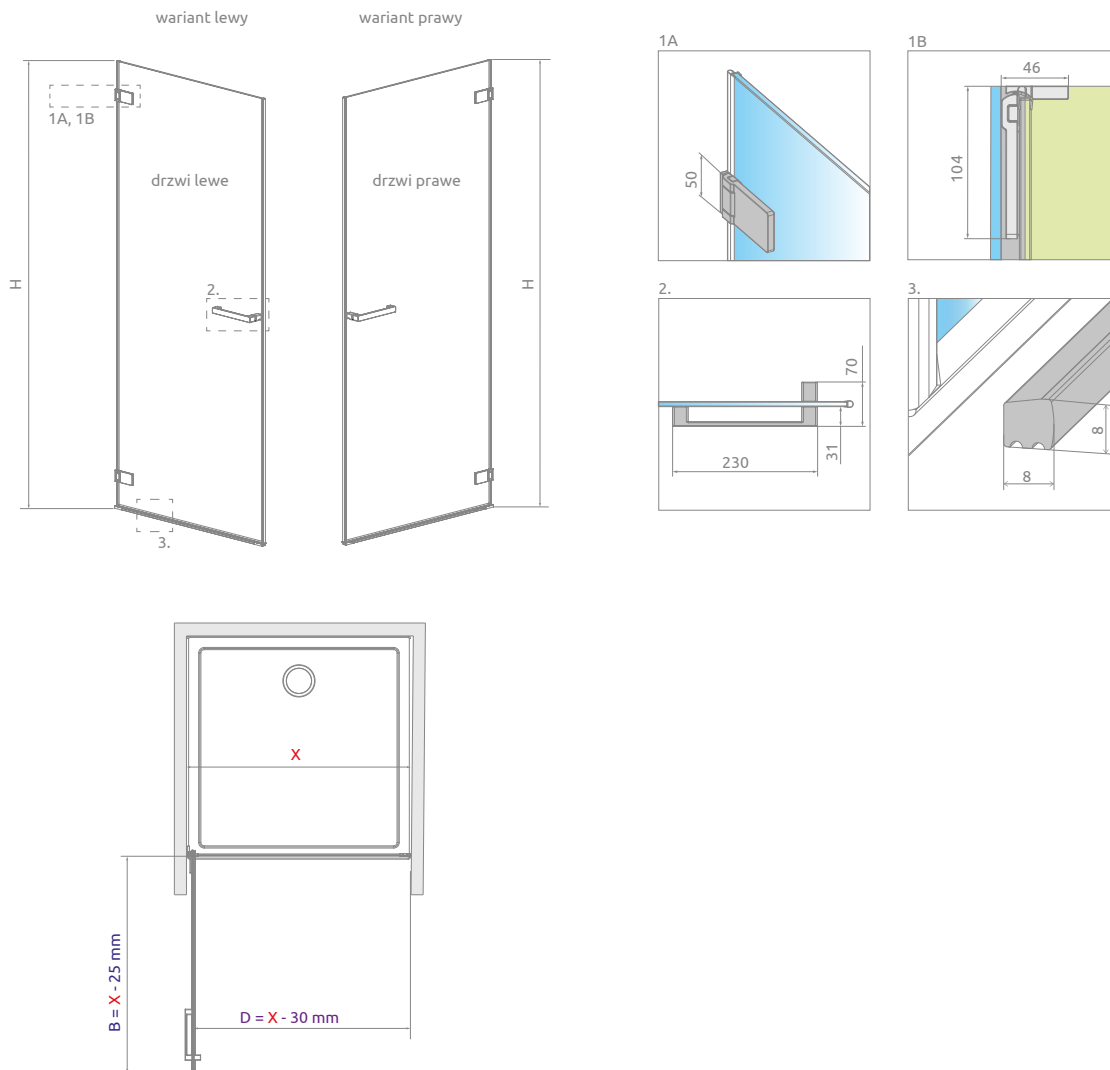 wariant lewy
wariant prawy
1A, 1B
drzwi lewe
drzwi prawe
H
H
2.
3.
1A
50
1B
46
104
2.
70
31
230
3.
8
8
X
B = X - 25 mm
D = X - 30 mm